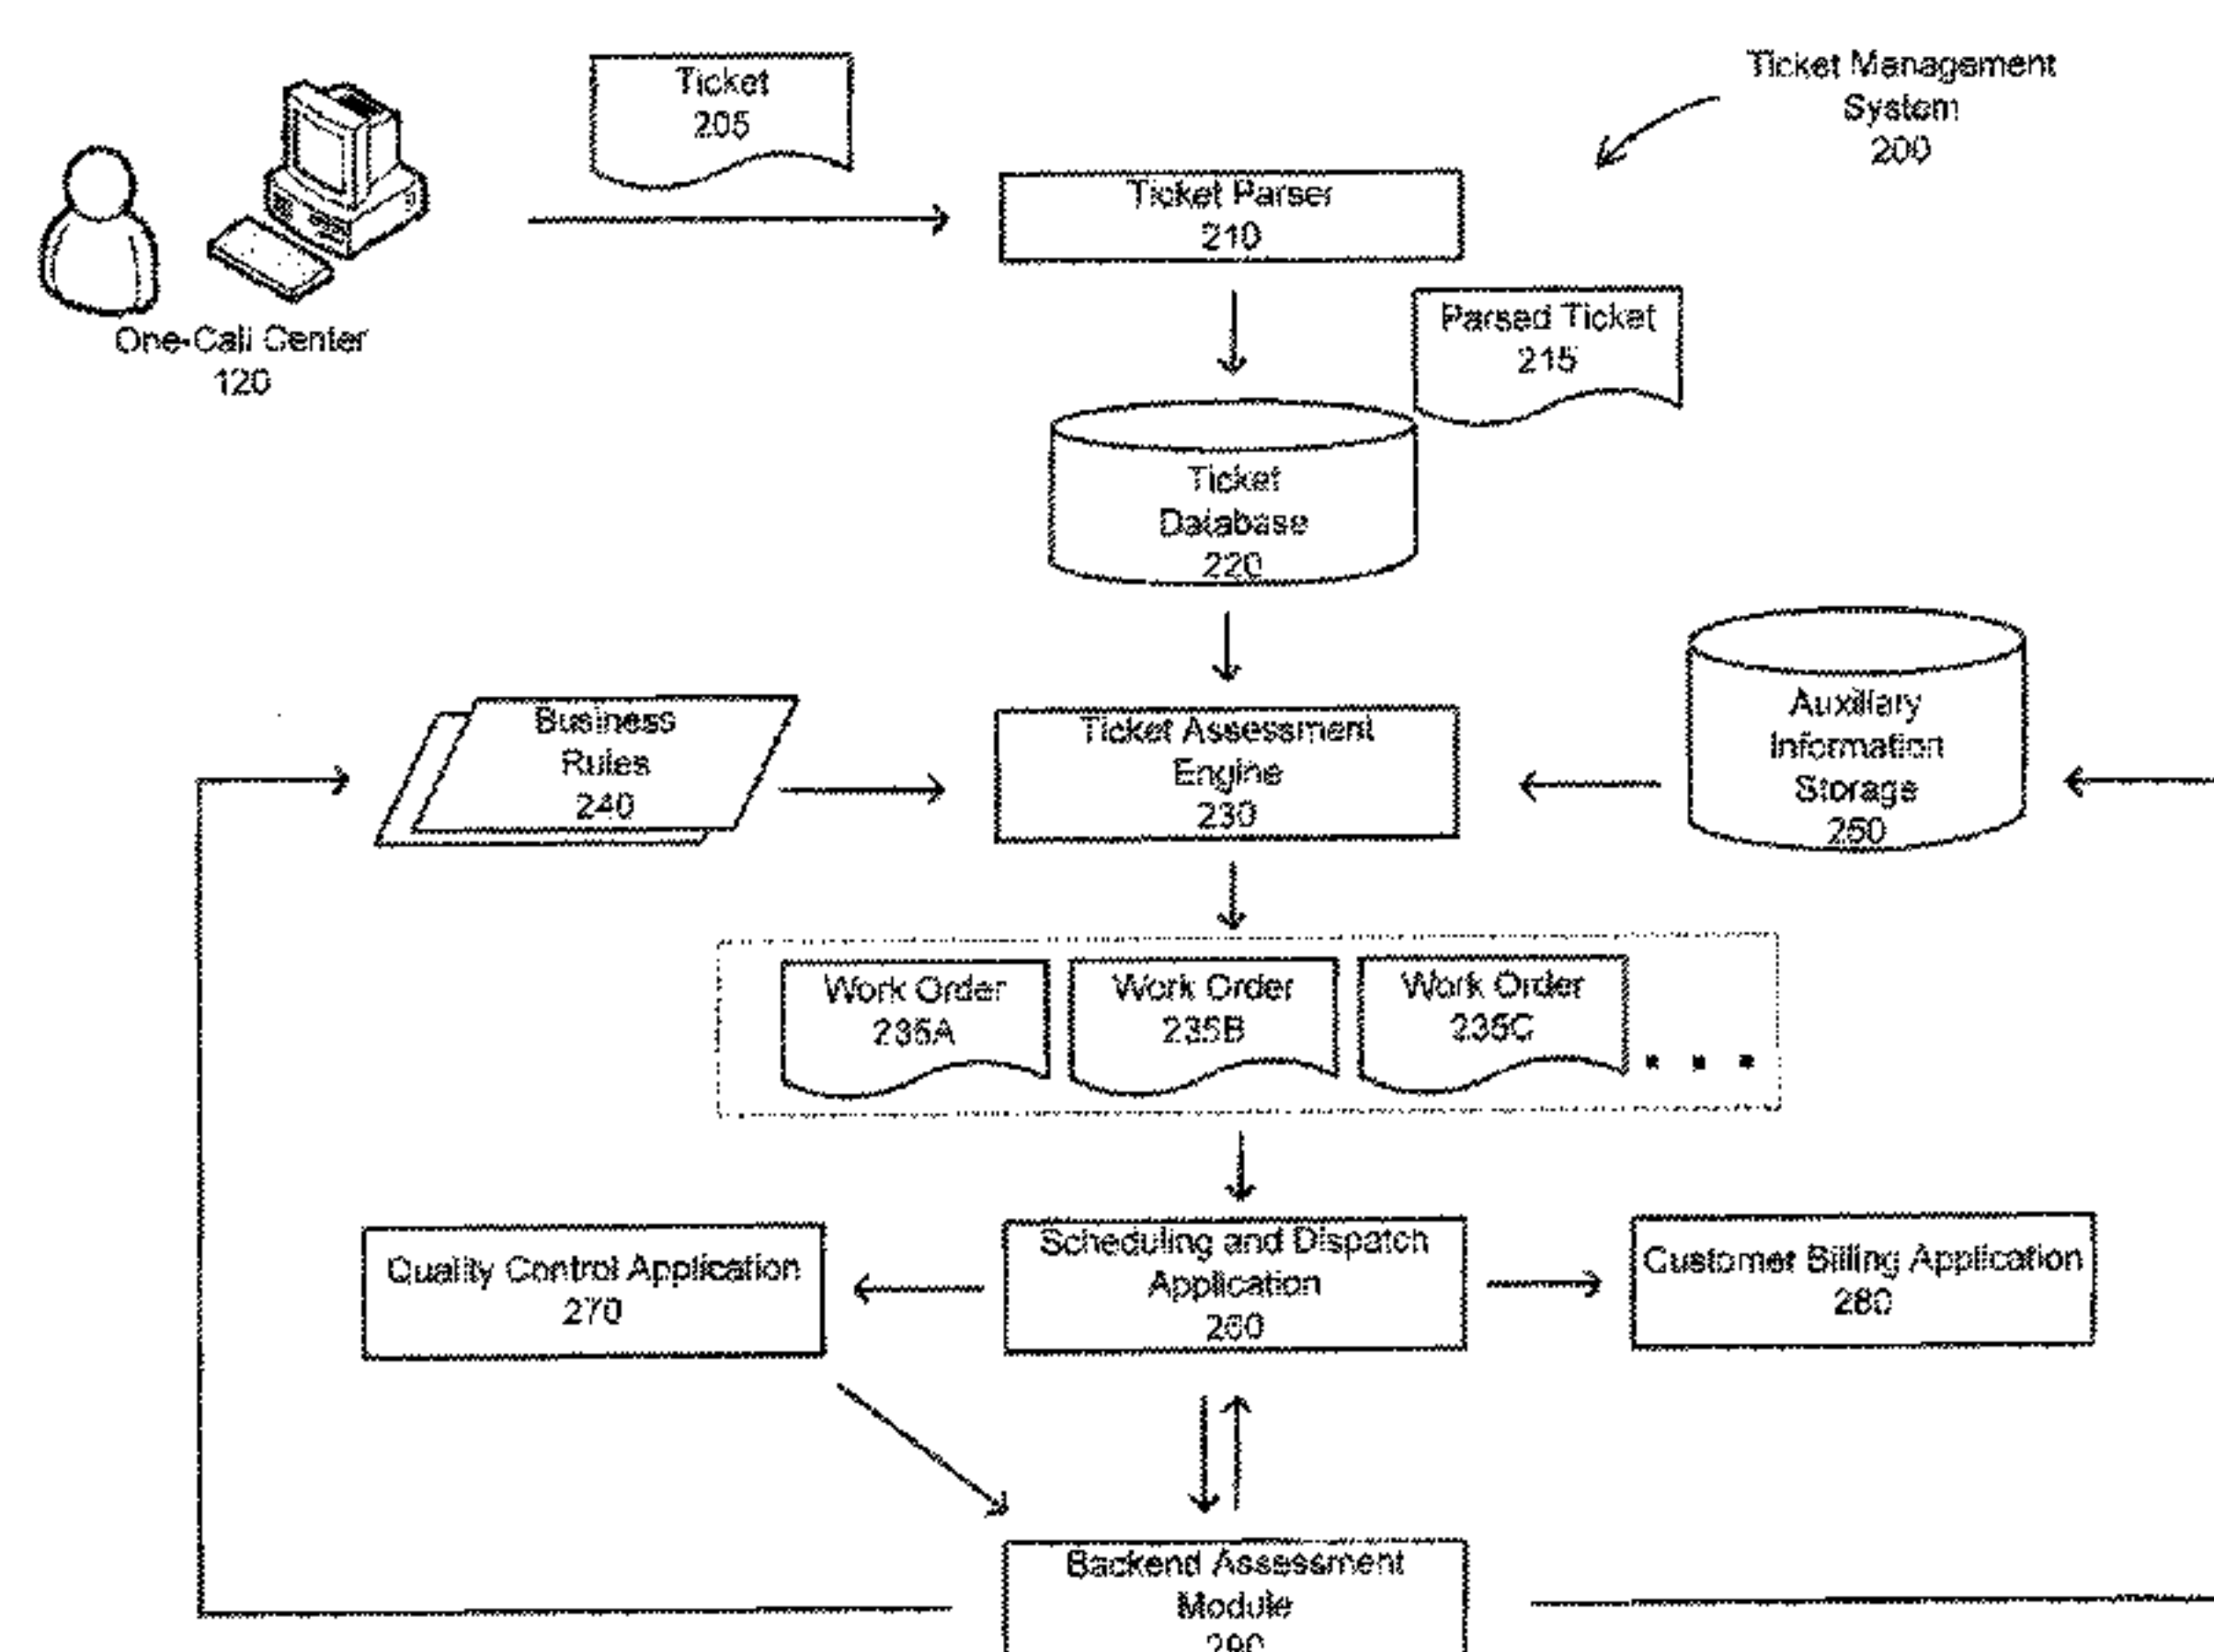 Ticket
205
Ticket Management
System
200
Ticket Parser
210
One-Call Center
120
Parsed Ticket
215
Ticket
Database
220
Business
Rules
240
Ticket Assessment
Engine
230
Auxiliary
Information
Storage
250
Work Order
235A
Work Order
235B
Work Order
235C
Quality Control Application
270
Scheduling and Dispatch
Application
260
Customer Billing Application
280
Backend Assessment
Module
290